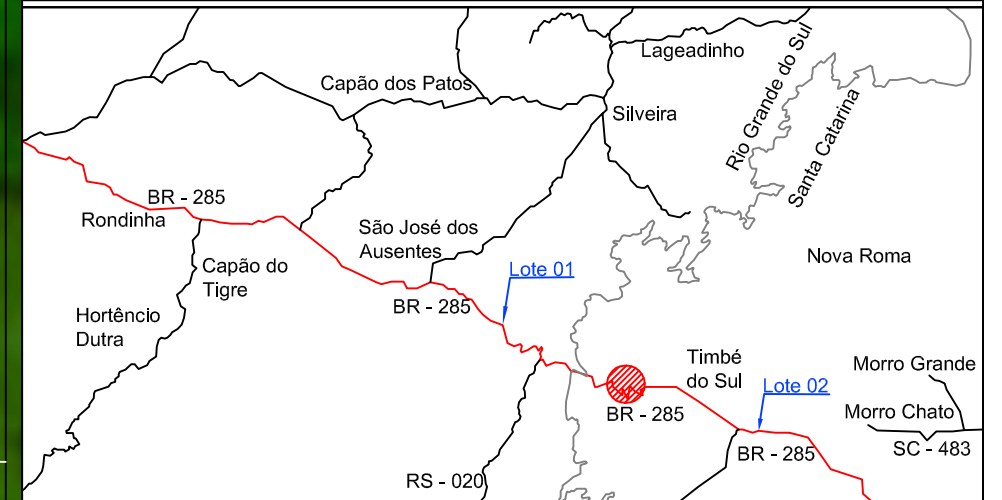 Lageadinho
Rio Grande do Sul
Capão dos Patos
Silveira
Santa Catarina
BR - 285
Rondinha
São José dos
Ausentes
Nova Roma
Capão do
Tigre
Lote 01
BR - 285
Hortêncio
Dutra
Timbé
do Sul
Morro Grande
Lote 02
BR - 285
Morro Chato
SC - 483
BR - 285
RS - 020